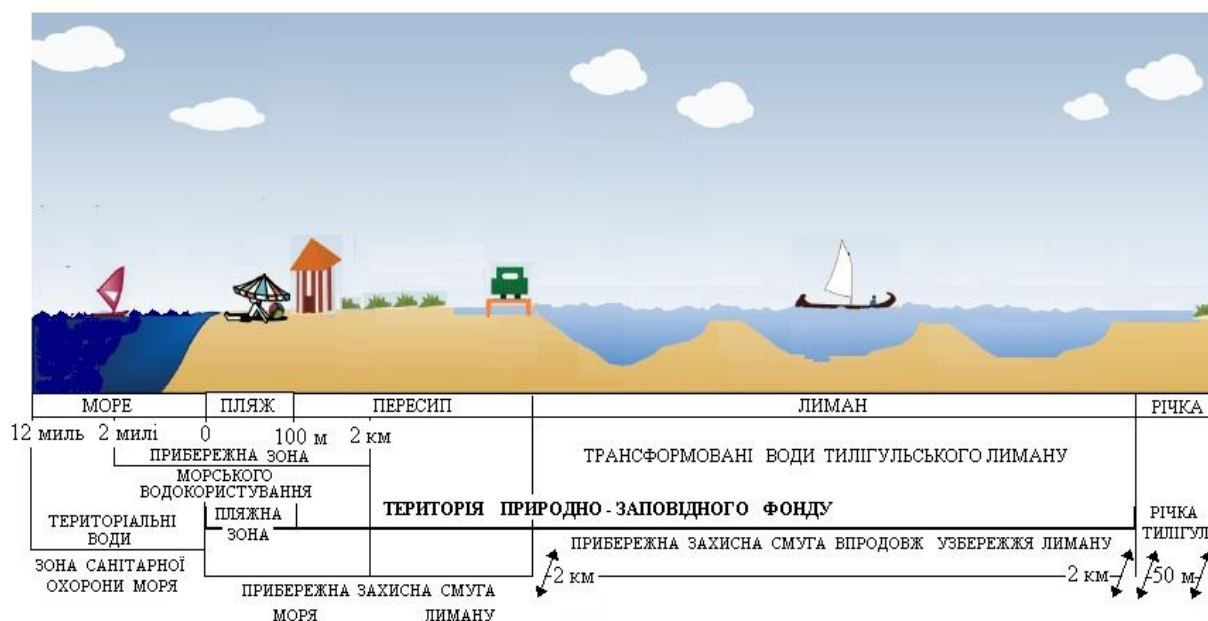 МОРЕ ПЛЯЖ ПЕРЕСИП ЛИМАН РІЧКА
12 миль 2 милі 0 100 м 2 км
ПРИБЕРЕЖНА ЗОНА
МОРСЬКОГО
ВОДОКОРИСТУВАННЯ
ТРАНСФОРМОВАНІ ВОДИ ТИЛІГУЛЬСЬКОГО ЛИМАНУ
ТЕРИТОРІЯ ПРИРОДНО - ЗАПОВІДНОГО ФОНДУ
ПЛЯЖНА
ЗОНА
ТЕРИТОРІАЛЬНІ
ВОДИ
ЗОНА САНІТАРНОЇ
ОХОРОНИ МОРЯ
РІЧКА
ТИЛІГУЛ
ПРИБЕРЕЖНА ЗАХИСНА СМУГА ВПРОДОВЖ УЗБЕРЕЖЖЯ ЛИМАНУ
2 км 2 км 50 м
ПРИБЕРЕЖНА ЗАХИСНА СМУГА
МОРЯ ЛИМАНУ